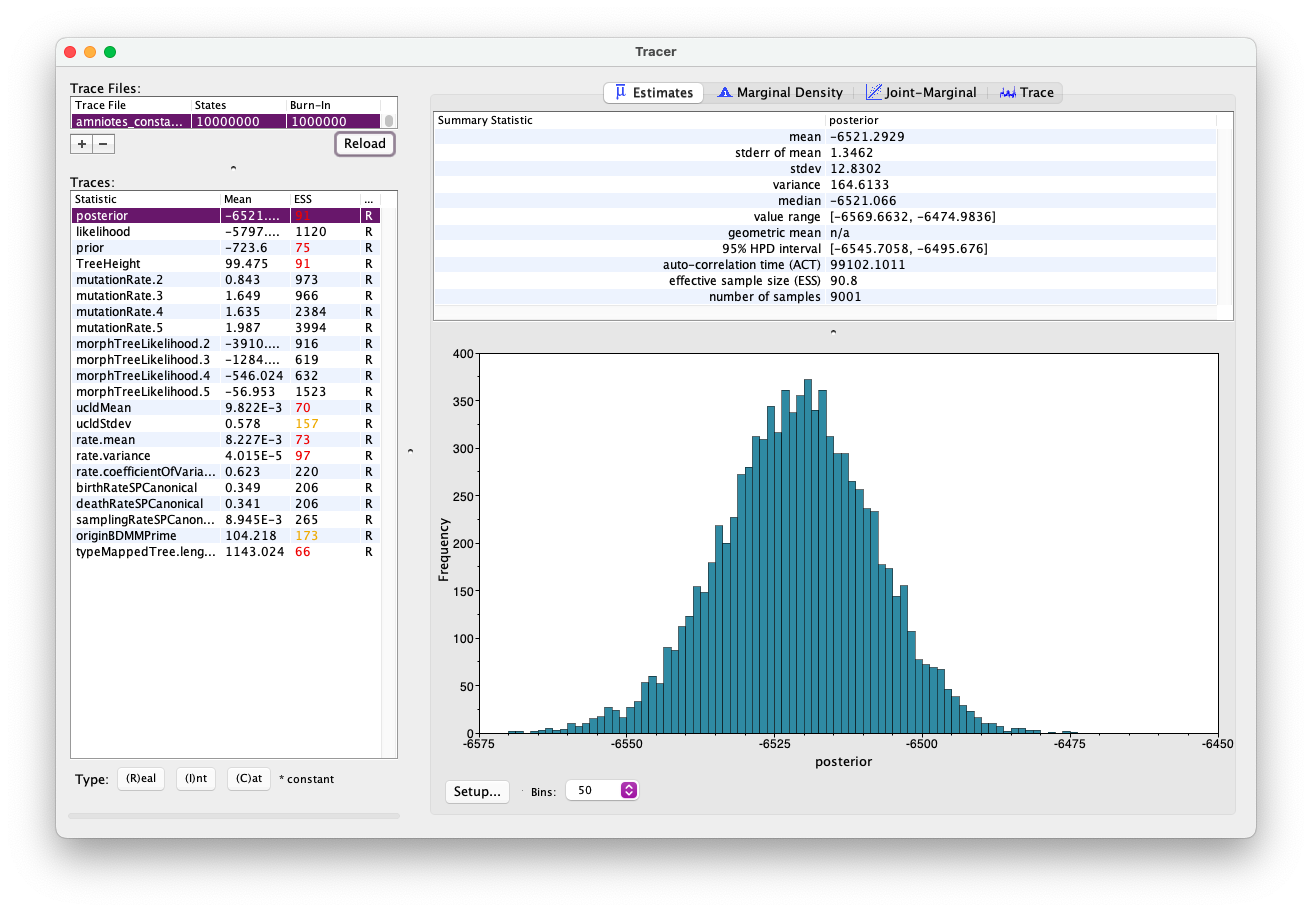 Tracer
Trace Files:
Trace File States Burn-In
amniotes_consta... 10000000 1000000
+ −
Reload
Traces:
Statistic Mean ESS ...
posterior -6521.... 91 R
likelihood -5797.... 1120 R
prior -723.6 75 R
TreeHeight 99.475 91 R
mutationRate.2 0.843 973 R
mutationRate.3 1.649 966 R
mutationRate.4 1.635 2384 R
mutationRate.5 1.987 3994 R
morphTreeLikelihood.2 -3910.... 916 R
morphTreeLikelihood.3 -1284.... 619 R
morphTreeLikelihood.4 -546.024 632 R
morphTreeLikelihood.5 -56.953 1523 R
ucldMean 9.822E-3 70 R
ucldStdev 0.578 157 R
rate.mean 8.227E-3 73 R
rate.variance 4.015E-5 97 R
rate.coefficientOfVaria... 0.623 220 R
birthRateSPCanonical 0.349 206 R
deathRateSPCanonical 0.341 206 R
samplingRateSPCanon... 8.945E-3 265 R
originBDMMPrime 104.218 173 R
typeMappedTree.leng... 1143.024 66 R
Type: (R)eal (I)nt (C)at * constant
μ Estimates Marginal Density Joint-Marginal Trace
Summary Statistic posterior
mean -6521.2929
stderr of mean 1.3462
stdev 12.8302
variance 164.6133
median -6521.066
value range [-6569.6632, -6474.9836]
geometric mean n/a
95% HPD interval [-6545.7058, -6495.676]
auto-correlation time (ACT) 99102.1011
effective sample size (ESS) 90.8
number of samples 9001
Frequency
400
350
300
250
200
150
100
50
0
-6575 -6550 -6525 -6500 -6475 -6450
posterior
Setup... Bins: 50